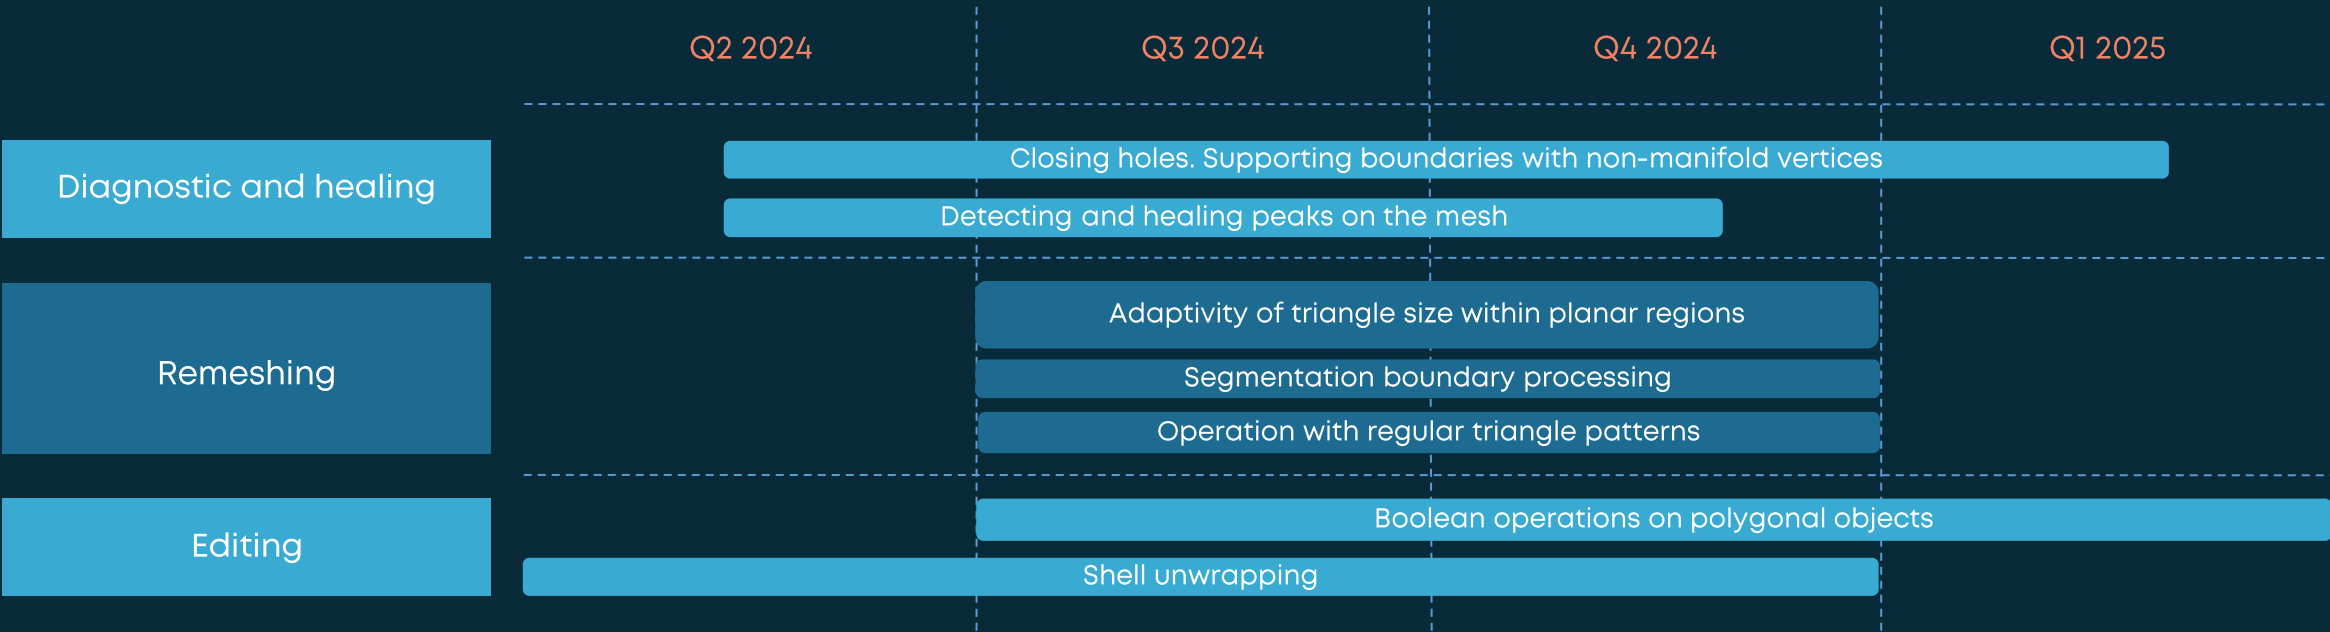 Q2 2024
Q3 2024
Q4 2024
Q1 2025
Diagnostic and healing
Closing holes. Supporting boundaries with non-manifold vertices
Detecting and healing peaks on the mesh
Remeshing
Adaptivity of triangle size within planar regions
Segmentation boundary processing
Operation with regular triangle patterns
Editing
Boolean operations on polygonal objects
Shell unwrapping